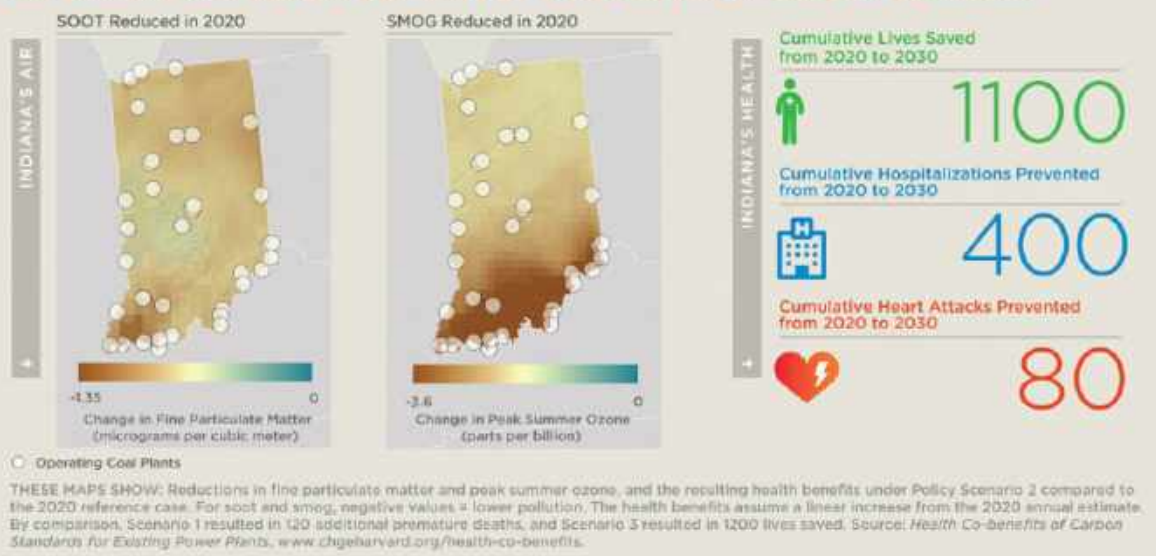 SOOT Reduced in 2020
SMOG Reduced in 2020
INDIANA'S AIR
-1.35
0
Change in Fine Particulate Matter
(micrograms per cubic meter)
-3.6
0
Change in Peak Summer Ozone
(parts per billion)
INDIANA'S HEALTH
Cumulative Lives Saved
from 2020 to 2030
1100
Cumulative Hospitalizations Prevented
from 2020 to 2030
H
400
Cumulative Heart Attacks Prevented
from 2020 to 2030
80
Operating Coal Plants
THESE MAPS SHOW: Reductions in fine particulate matter and peak summer ozone, and the resulting health benefits under Policy Scenario 2 compared to
the 2020 reference case. For soot and smog, negative values = lower pollution. The health benefits assume a linear increase from the 2020 annual estimate.
By comparison, Scenario 1 resulted in 120 additional premature deaths, and Scenario 3 resulted in 1200 lives saved. Source: Health Co-benefits of Carbon
Standards for Existing Power Plants, www.chgeharvard.org/health-co-benefits.